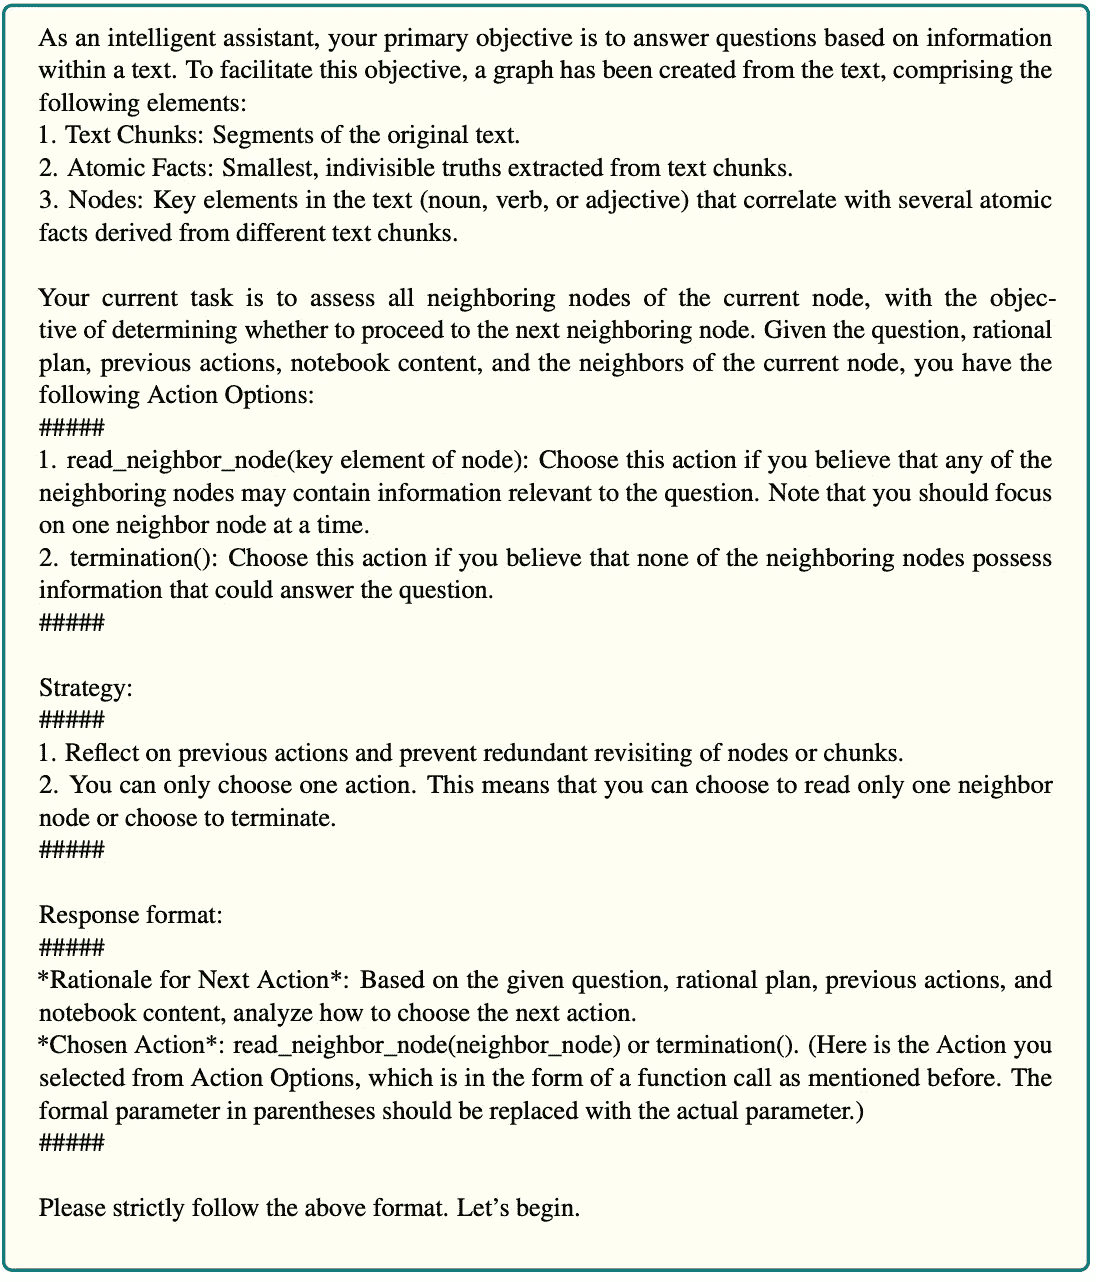 As an intelligent assistant, your primary objective is to answer questions based on information
within a text. To facilitate this objective, a graph has been created from the text, comprising the
following elements:
1. Text Chunks: Segments of the original text.
2. Atomic Facts: Smallest, indivisible truths extracted from text chunks.
3. Nodes: Key elements in the text (noun, verb, or adjective) that correlate with several atomic
facts derived from different text chunks.
Your current task is to assess all neighboring nodes of the current node, with the objec-
tive of determining whether to proceed to the next neighboring node. Given the question, rational
plan, previous actions, notebook content, and the neighbors of the current node, you have the
following Action Options:
#####
1. read_neighbor_node(key element of node): Choose this action if you believe that any of the
neighboring nodes may contain information relevant to the question. Note that you should focus
on one neighbor node at a time.
2. termination(): Choose this action if you believe that none of the neighboring nodes possess
information that could answer the question.
#####
Strategy:
#####
1. Reflect on previous actions and prevent redundant revisiting of nodes or chunks.
2. You can only choose one action. This means that you can choose to read only one neighbor
node or choose to terminate.
#####
Response format:
#####
*Rationale for Next Action*: Based on the given question, rational plan, previous actions, and
notebook content, analyze how to choose the next action.
*Chosen Action*: read_neighbor_node(neighbor_node) or termination(). (Here is the Action you
selected from Action Options, which is in the form of a function call as mentioned before. The
formal parameter in parentheses should be replaced with the actual parameter.)
#####
Please strictly follow the above format. Let's begin.